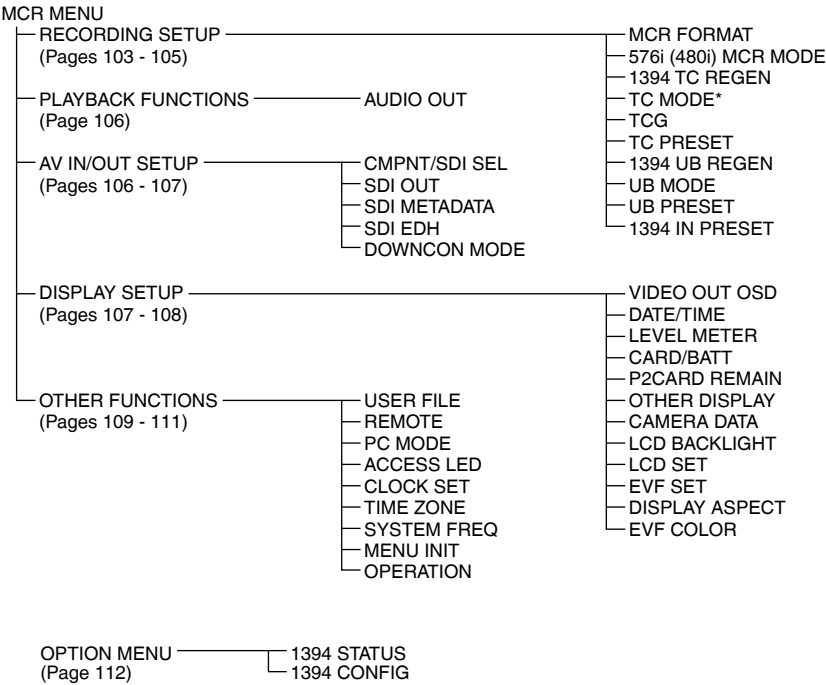 MCR MENU
RECORDING SETUP
(Pages 103 - 105)
MCR FORMAT
576i (480i) MCR MODE
1394 TC REGEN
TC MODE*
TCG
TC PRESET
1394 UB REGEN
UB MODE
UB PRESET
1394 IN PRESET
PLAYBACK FUNCTIONS
(Page 106)
AUDIO OUT
AV IN/OUT SETUP
(Pages 106 - 107)
CMPNT/SDI SEL
SDI OUT
SDI METADATA
SDI EDH
DOWNCON MODE
DISPLAY SETUP
(Pages 107 - 108)
VIDEO OUT OSD
DATE/TIME
LEVEL METER
CARD/BATT
P2CARD REMAIN
OTHER DISPLAY
CAMERA DATA
LCD BACKLIGHT
LCD SET
EVF SET
DISPLAY ASPECT
EVF COLOR
OTHER FUNCTIONS
(Pages 109 - 111)
USER FILE
REMOTE
PC MODE
ACCESS LED
CLOCK SET
TIME ZONE
SYSTEM FREQ
MENU INIT
OPERATION
OPTION MENU
(Page 112)
1394 STATUS
1394 CONFIG